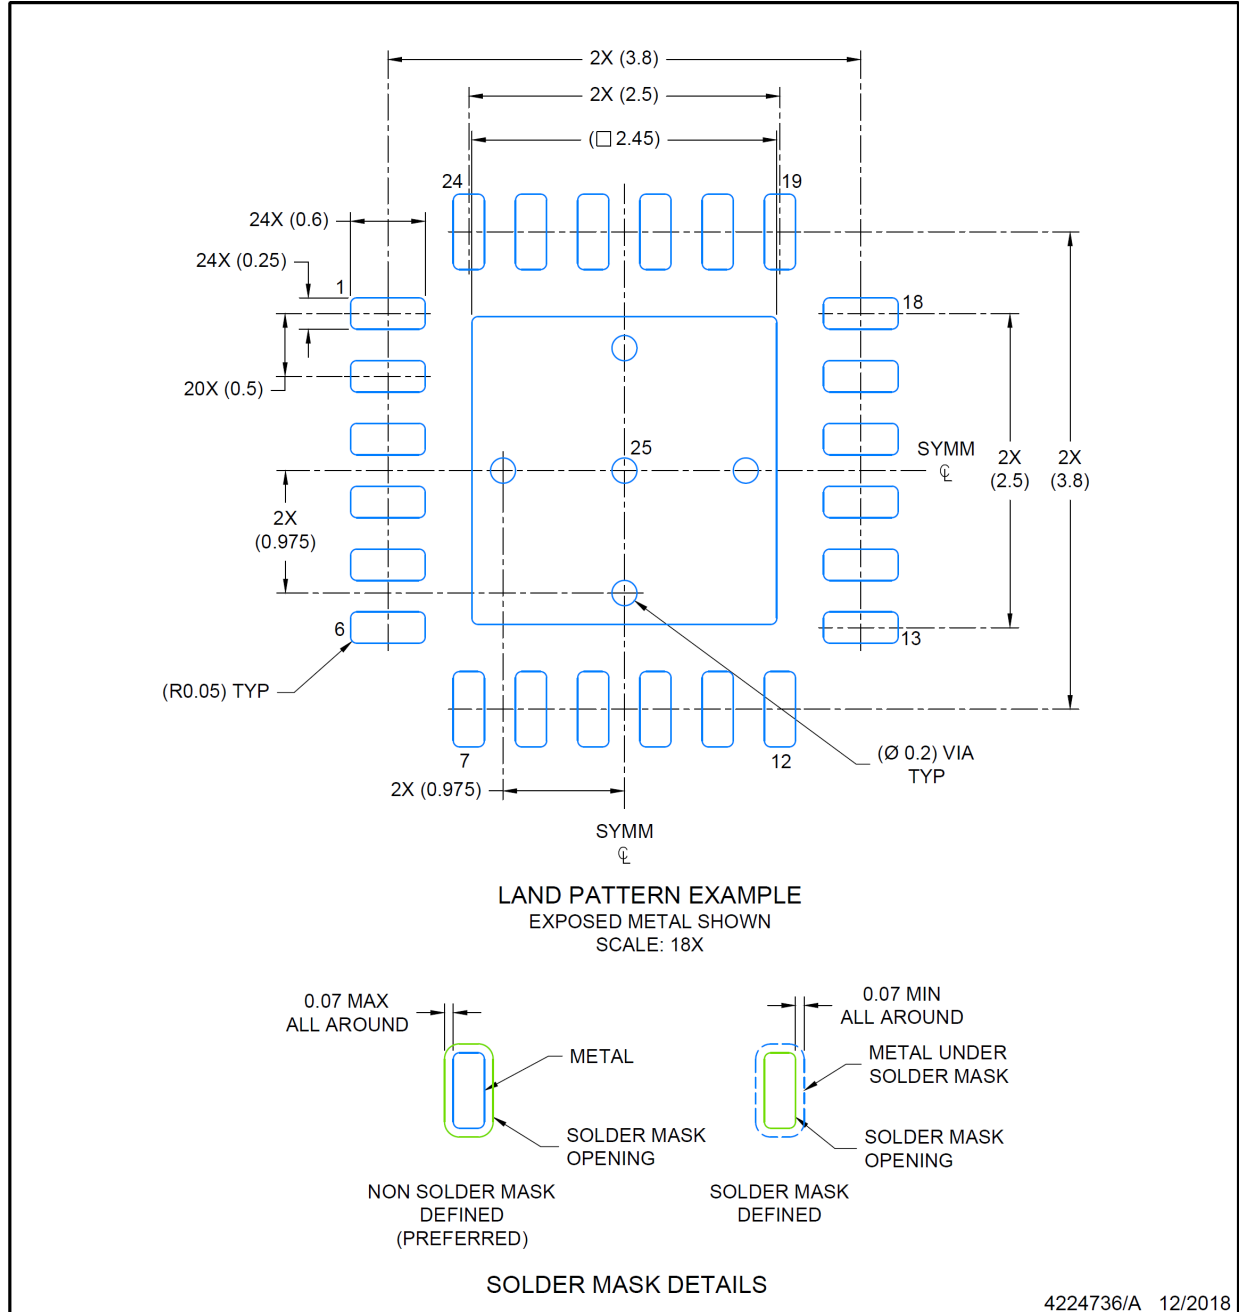 2X (3.8)
2X (2.5)
(□ 2.45)
24
19
24X (0.6)
24X (0.25)
1
18
20X (0.5)
25
SYMM
℄
2X
(2.5)
2X
(3.8)
2X
(0.975)
6
13
(R0.05) TYP
7
12
(Ø 0.2) VIA
TYP
2X (0.975)
SYMM
℄
LAND PATTERN EXAMPLE
EXPOSED METAL SHOWN
SCALE: 18X
0.07 MAX
ALL AROUND
METAL
SOLDER MASK
OPENING
NON SOLDER MASK
DEFINED
(PREFERRED)
0.07 MIN
ALL AROUND
METAL UNDER
SOLDER MASK
SOLDER MASK
OPENING
SOLDER MASK
DEFINED
SOLDER MASK DETAILS
4224736/A 12/2018